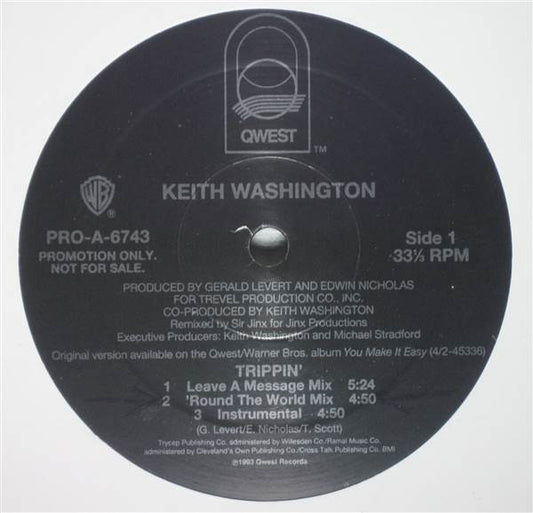 QWEST
TM
KEITH WASHINGTON
WB
®
PRO-A-6743
Side 1
PROMOTION ONLY.
33⅓ RPM
NOT FOR SALE.
PRODUCED BY GERALD LEVERT AND EDWIN NICHOLAS
FOR TREVEL PRODUCTION CO., INC.
CO-PRODUCED BY KEITH WASHINGTON
Remixed by Sir Jinx for Jinx Productions
Executive Producers: Keith Washington and Michael Stradford
Original version available on the Qwest/Warner Bros. album You Make It Easy (4/2-45336)
TRIPPIN'
1 Leave A Message Mix 5:24
2 'Round The World Mix 4:50
3 Instrumental 4:50
(G. Levert/E. Nicholas/T. Scott)
Trycep Publishing Co. administered by Willesden Co./Ramal Music Co.
administered by Cleveland's Own Publishing Co./Cross Talk Publishing Co. BMI
℗1993 Qwest Records